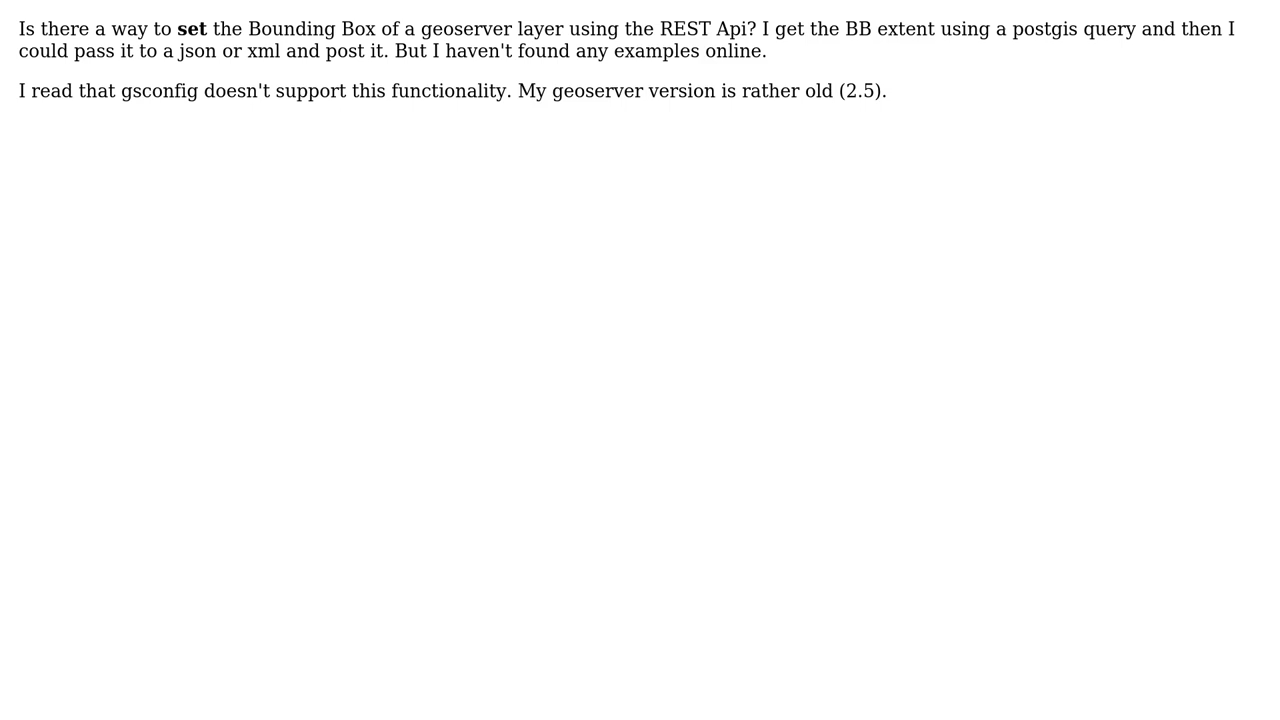 Is there a way to set the Bounding Box of a geoserver layer using the REST Api? I get the BB extent using a postgis query and then I
could pass it to a json or xml and post it. But I haven't found any examples online.
I read that gsconfig doesn't support this functionality. My geoserver version is rather old (2.5).